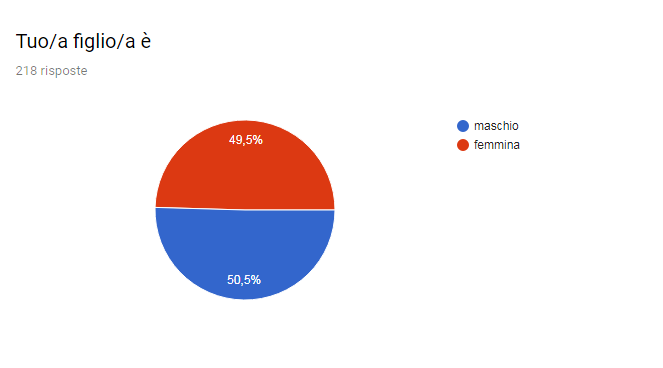 Tuo/a figlio/a è
218 risposte
maschio
femmina
49,5%
50,5%